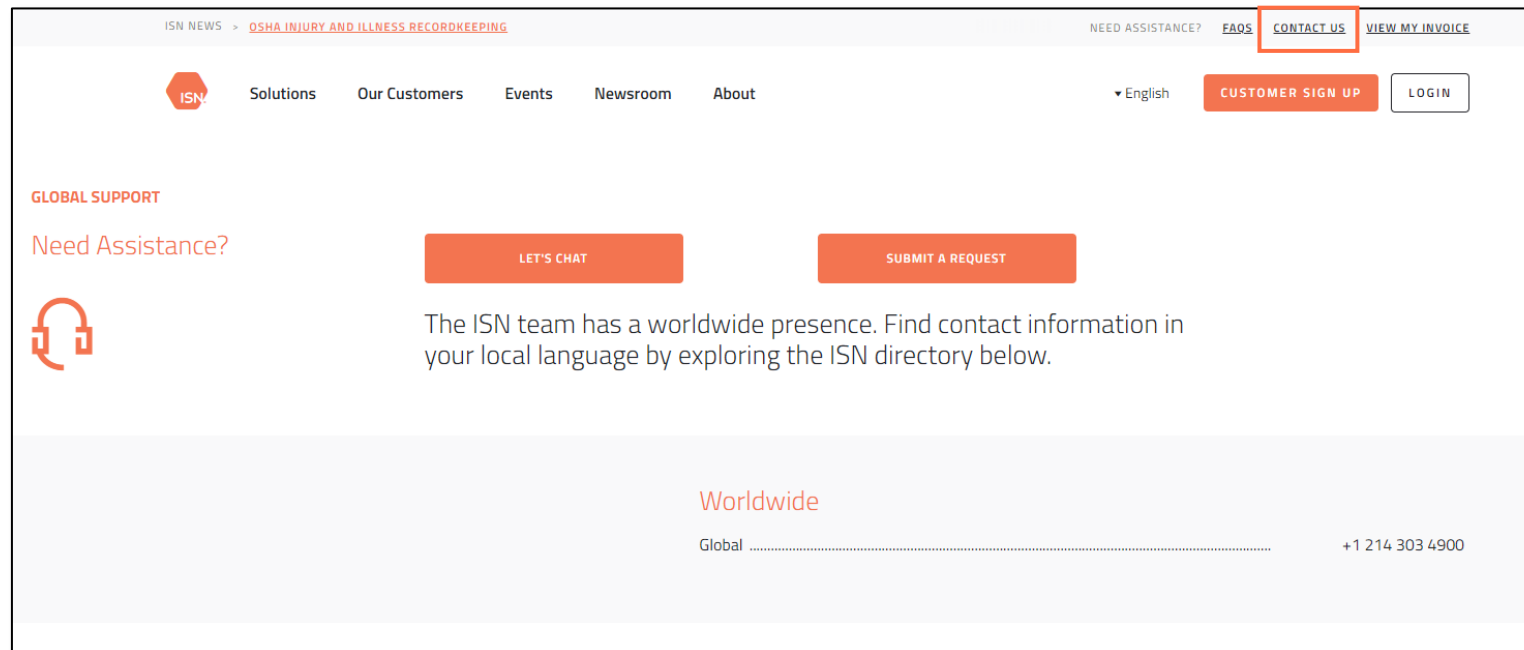 ISN NEWS > OSHA INJURY AND ILLNESS RECORDKEEPING
NEED ASSISTANCE? FAQS CONTACT US VIEW MY INVOICE
ISN Solutions Our Customers Events Newsroom About ▾ English CUSTOMER SIGN UP LOGIN
GLOBAL SUPPORT
Need Assistance?
LET'S CHAT SUBMIT A REQUEST
The ISN team has a worldwide presence. Find contact information in
your local language by exploring the ISN directory below.
Worldwide
Global ........................................................ +1 214 303 4900